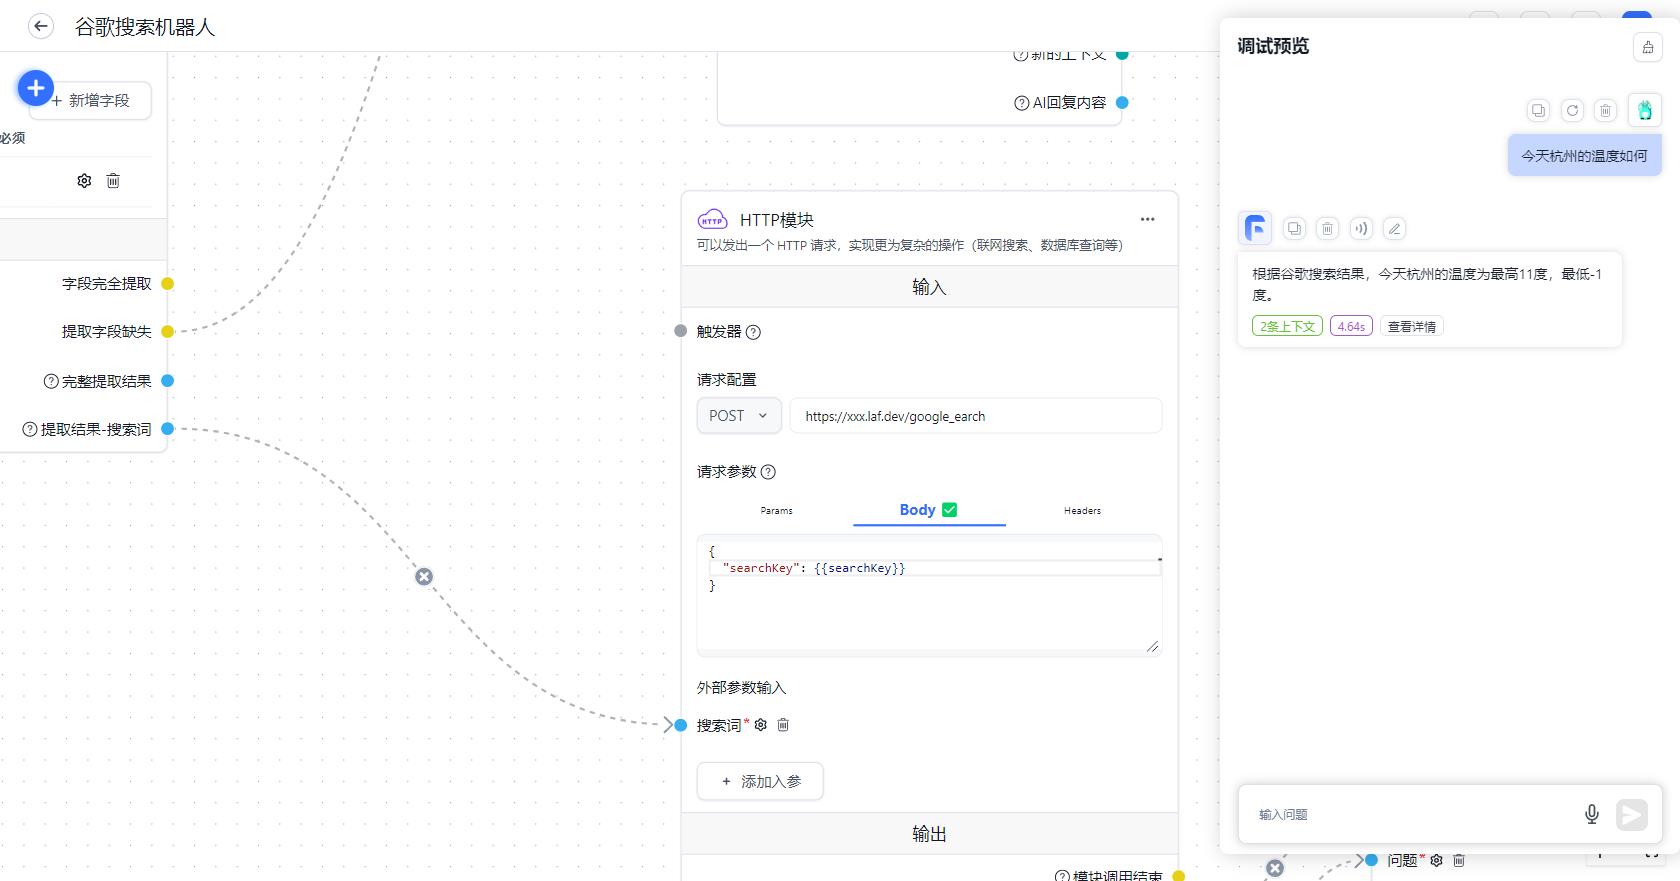 谷歌搜索机器人
+ 新增字段
必须
字段完全提取
提取字段缺失
完整提取结果
提取结果-搜索词
新的上下文
AI回复内容
HTTP
HTTP模块
可以发出一个 HTTP 请求，实现更为复杂的操作（联网搜索、数据库查询等）
输入
触发器
请求配置
POST
https://xxx.laf.dev/google_earch
请求参数
Params
Body
Headers
{
"searchKey": {{searchKey}}
}
外部参数输入
搜索词*
+ 添加入参
输出
模块调用结束
调试预览
今天杭州的温度如何
根据谷歌搜索结果，今天杭州的温度为最高11度，最低-1
度。
2条上下文
4.64s
查看详情
输入问题
问题*